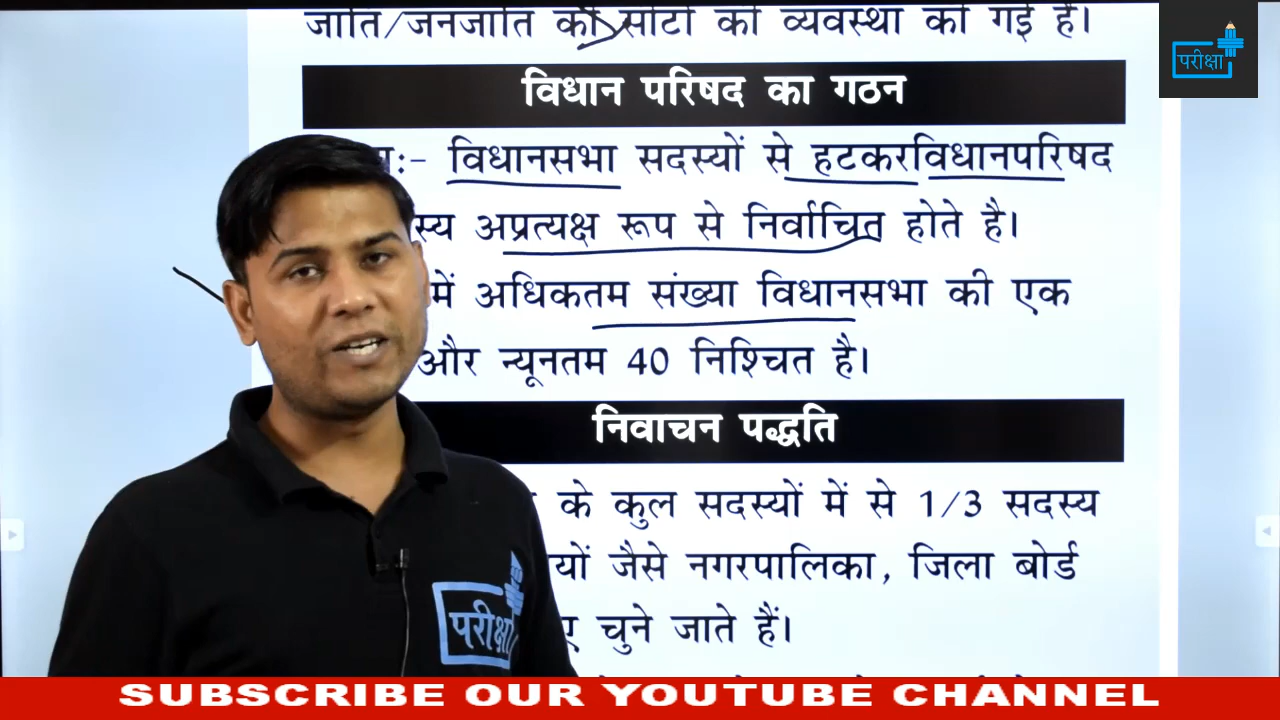 जाति/जनजाति की सीटों की व्यवस्था की गई है।
परीक्षा
विधान परिषद का गठन
:- विधानसभा सदस्यों से हटकरविधानपरिषद
स्य अप्रत्यक्ष रूप से निर्वाचित होते है।
में अधिकतम संख्या विधानसभा की एक
और न्यूनतम 40 निश्चित है।
निवाचन पद्धति
के कुल सदस्यों में से 1/3 सदस्य
यों जैसे नगरपालिका, जिला बोर्ड
ए चुने जाते हैं।
परीक्षा
SUBSCRIBE OUR YOUTUBE CHANNEL